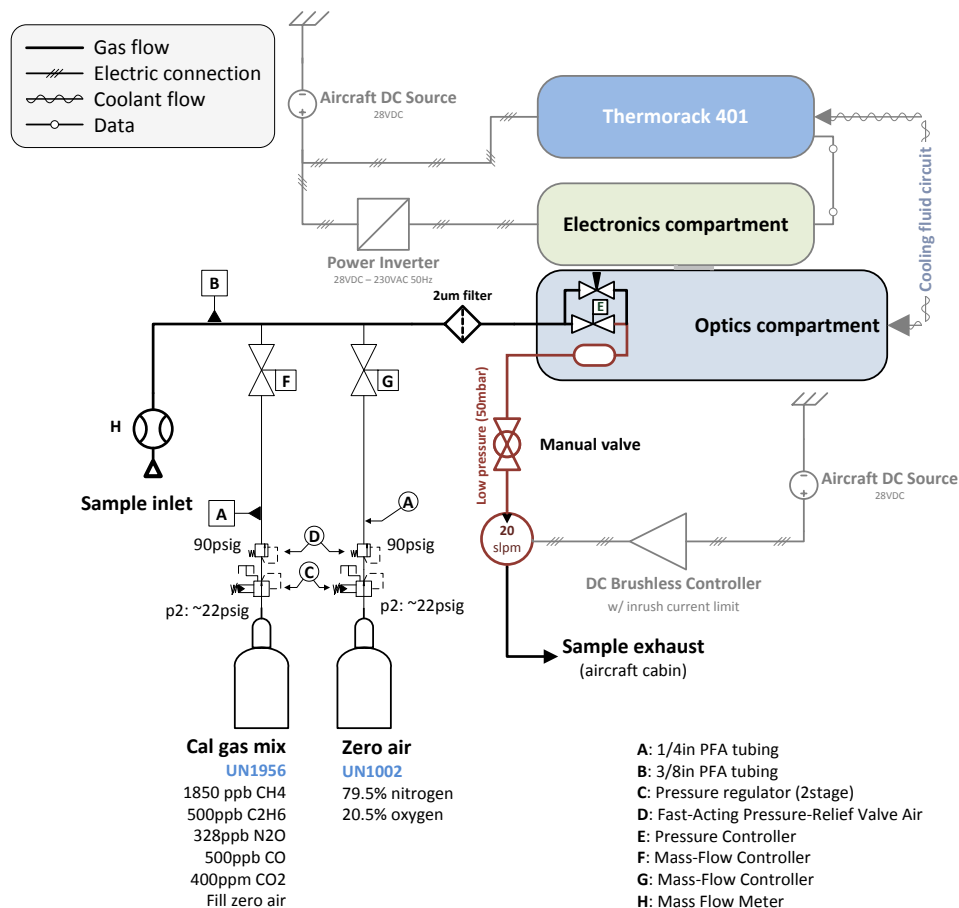 Gas flow
Electric connection
Coolant flow
Data
Aircraft DC Source
28VDC
Thermorack 401
Cooling fluid circuit
Electronics compartment
Power Inverter
28VDC – 230VAC 50Hz
B
2um filter
E
Optics compartment
F
G
H
Low pressure (50mbar)
Manual valve
Sample inlet
Aircraft DC Source
28VDC
A
A
90psig
D
90psig
20
slpm
C
DC Brushless Controller
w/ inrush current limit
p2: ~22psig
p2: ~22psig
Sample exhaust
(aircraft cabin)
Cal gas mix
UN1956
1850 ppb CH4
500ppb C2H6
328ppb N2O
500ppb CO
400ppm CO2
Fill zero air
Zero air
UN1002
79.5% nitrogen
20.5% oxygen
A: 1/4in PFA tubing
B: 3/8in PFA tubing
C: Pressure regulator (2stage)
D: Fast-Acting Pressure-Relief Valve Air
E: Pressure Controller
F: Mass-Flow Controller
G: Mass-Flow Controller
H: Mass Flow Meter